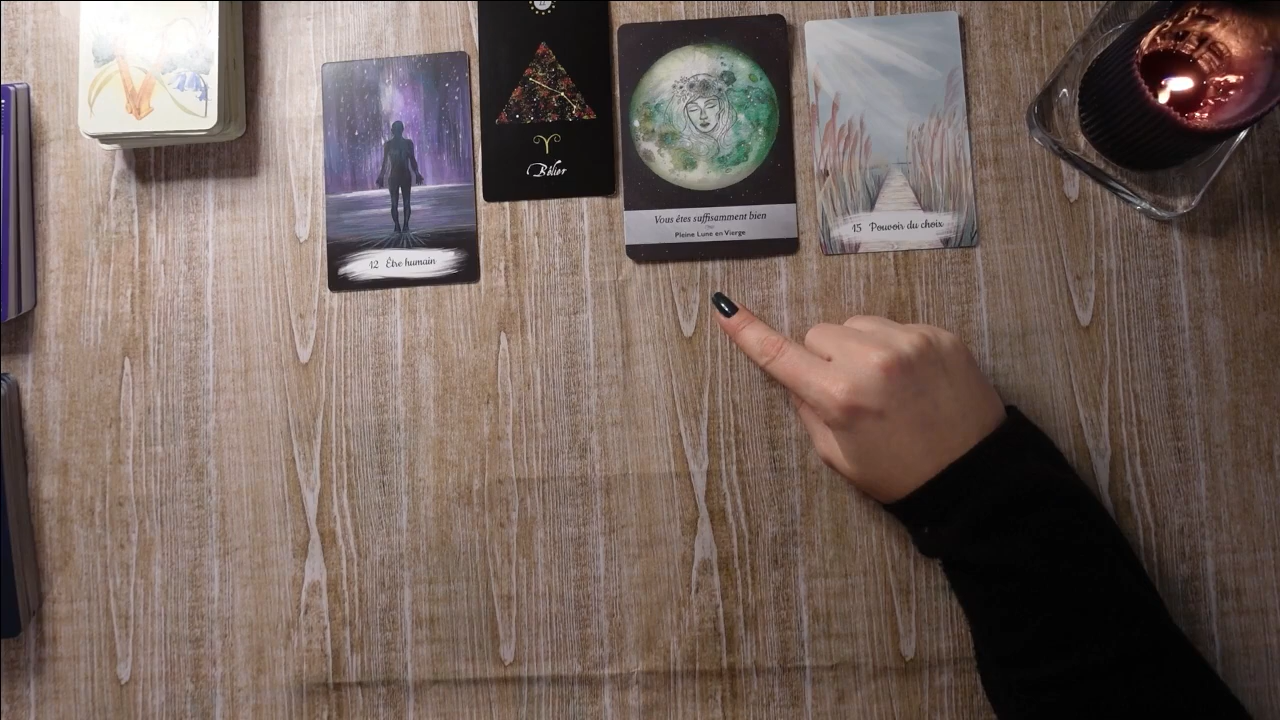 12 Être humain
Bélier
Vous êtes suffisamment bien
Pleine Lune en Vierge
15 Pouvoir du choix